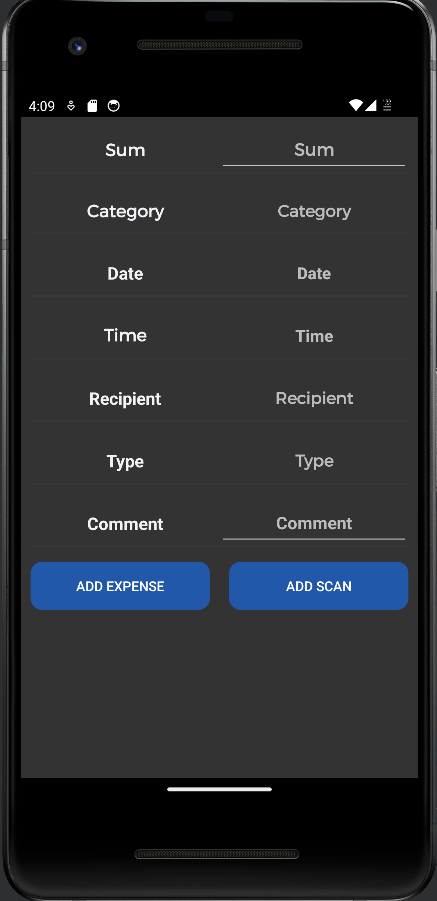 4:09
Sum Sum
Category Category
Date Date
Time Time
Recipient Recipient
Type Type
Comment Comment
ADD EXPENSE ADD SCAN